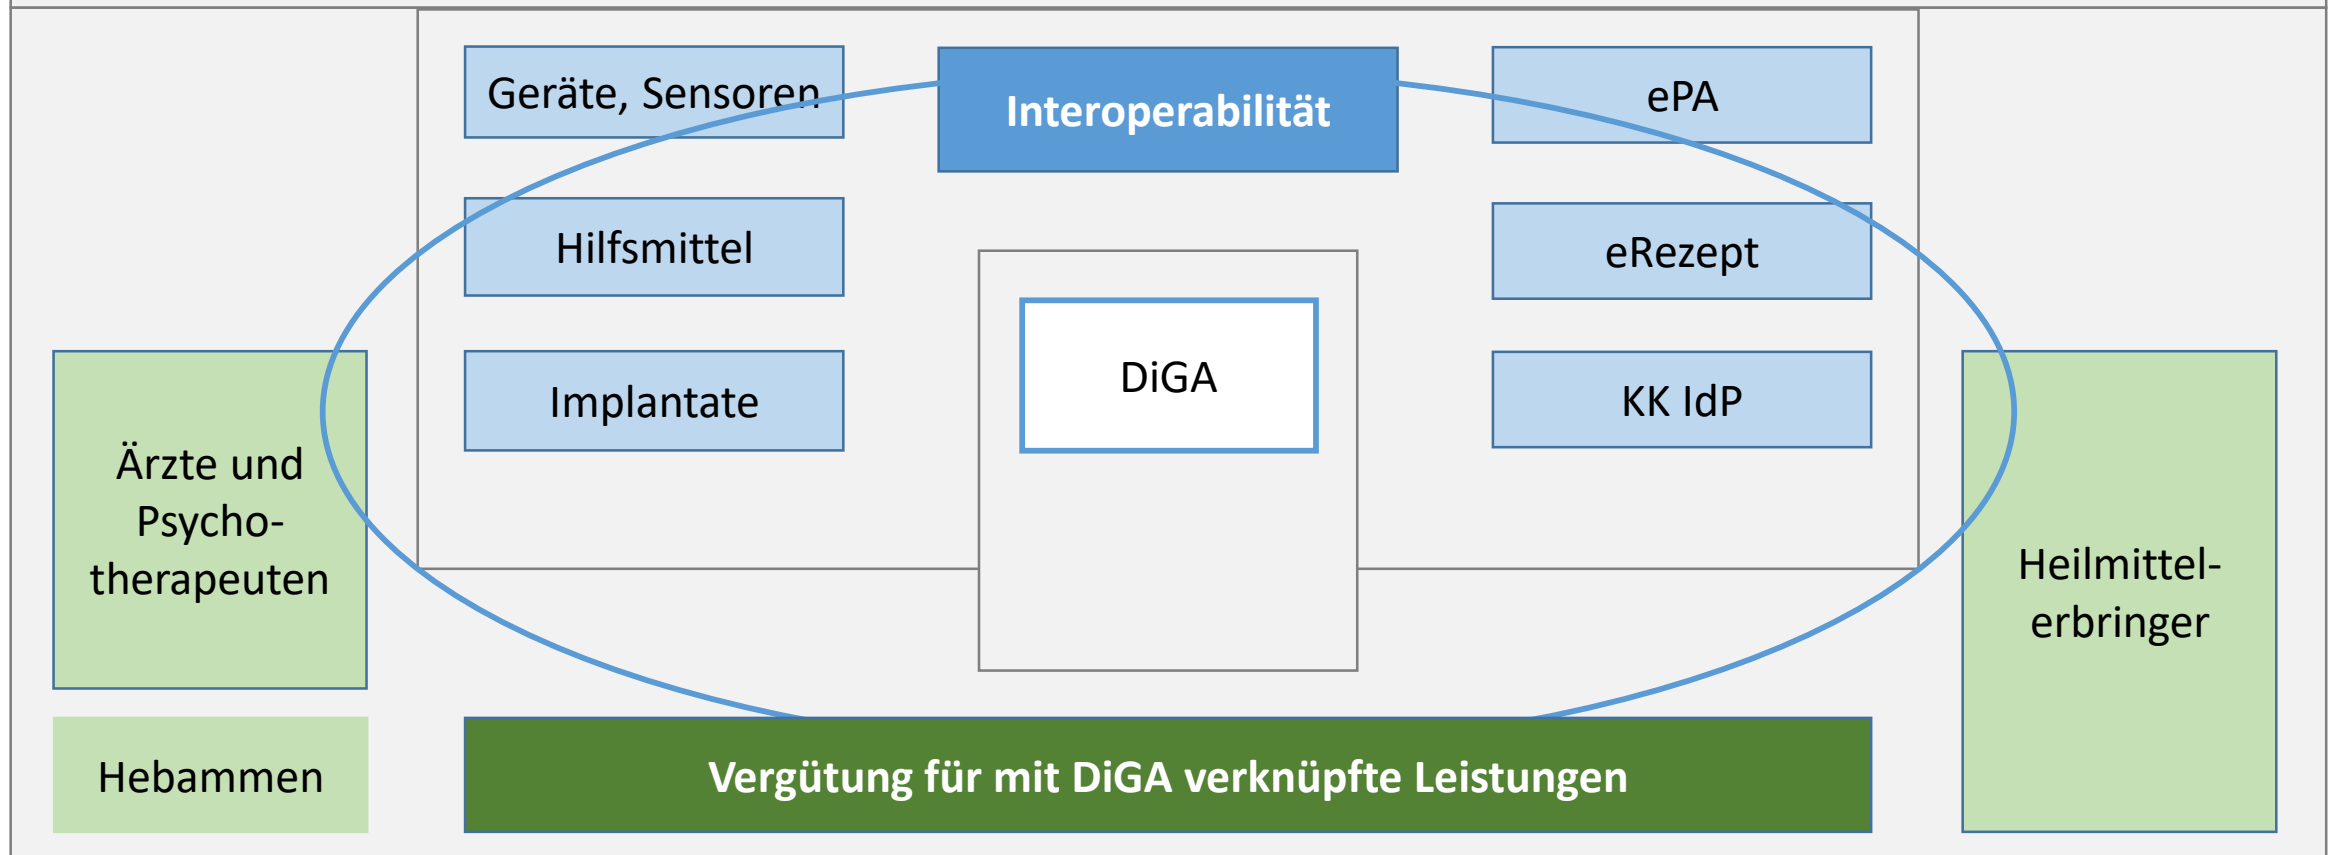 Geräte, Sensoren
Interoperabilität
ePA
Hilfsmittel
eRezept
DiGA
Implantate
KK IdP
Ärzte und
Psycho-
therapeuten
Heilmittel-
erbringer
Hebammen
Vergütung für mit DiGA verknüpfte Leistungen